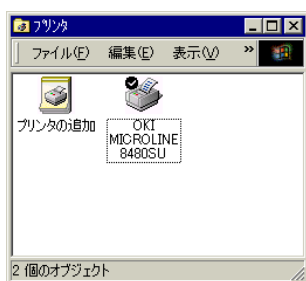 プリンタ
ファイル(F) 編集(E) 表示(V) »
プリンタの追加
OKI
MICROLINE
8480SU
2 個のオブジェクト